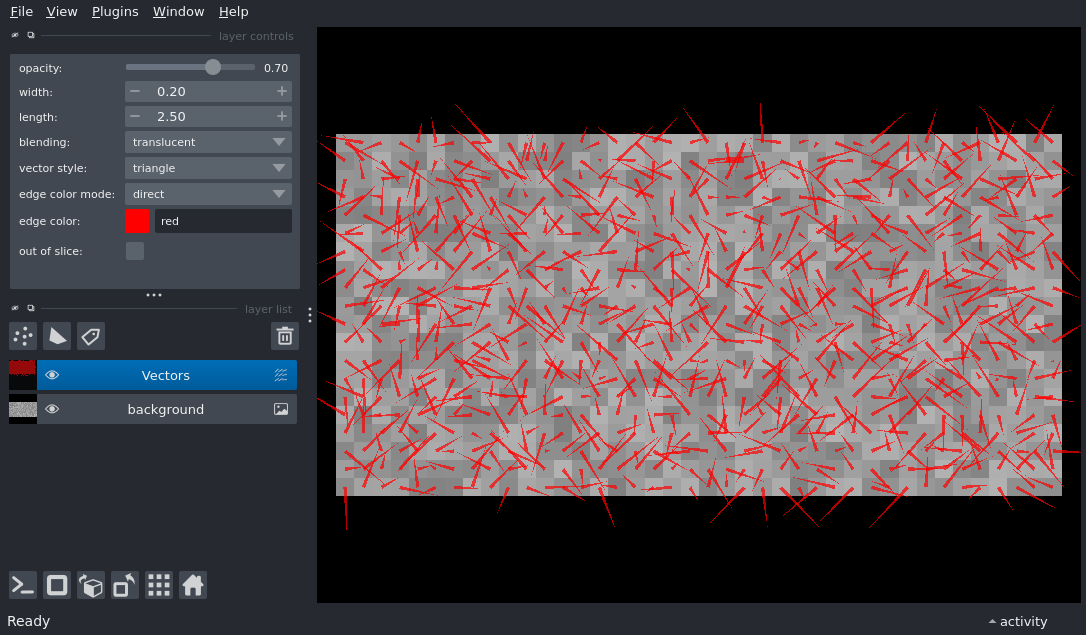 File View Plugins Window Help
layer controls
opacity: 0.70
width: − 0.20 +
length: − 2.50 +
blending: translucent
vector style: triangle
edge color mode: direct
edge color: red
out of slice:
layer list
Vectors
background
Ready
activity